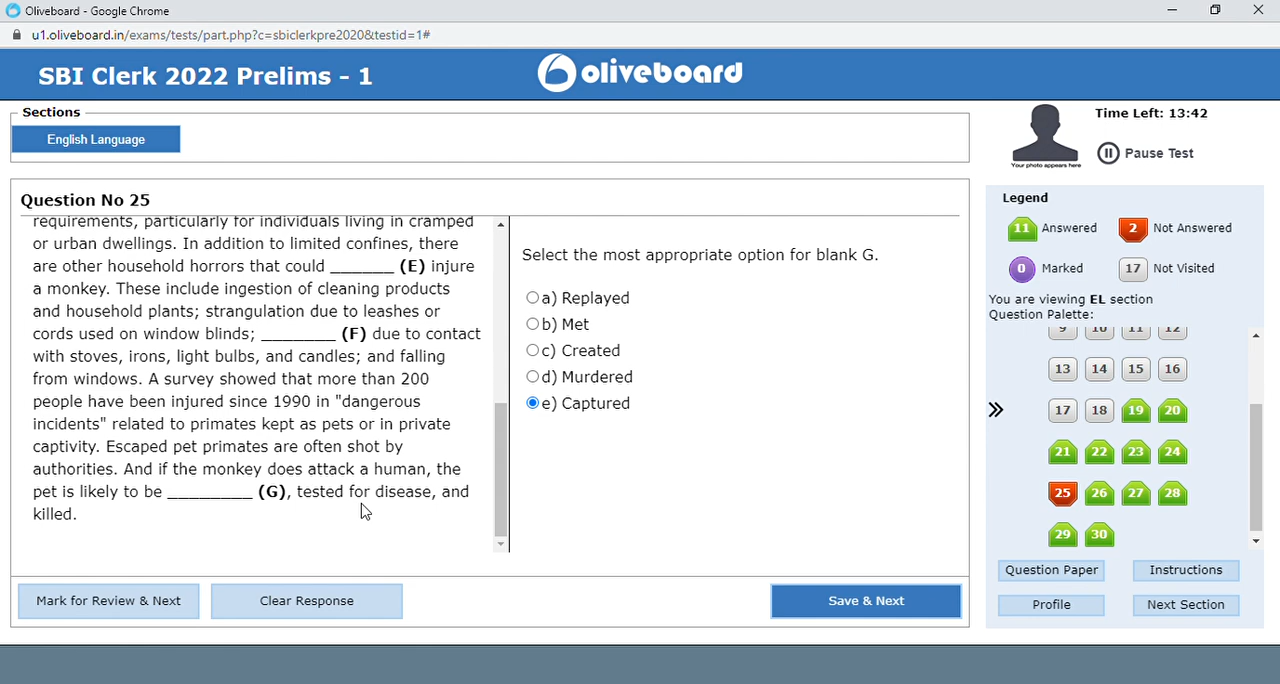 Oliveboard - Google Chrome
u1.oliveboard.in/exams/tests/part.php?c=sbiclerkpre2020&testid=1#
SBI Clerk 2022 Prelims - 1
oliveboard
Sections
English Language
Your photo appears here
Time Left: 13:42
Pause Test
Question No 25
requirements, particularly for individuals living in cramped
or urban dwellings. In addition to limited confines, there
are other household horrors that could ______ (E) injure
a monkey. These include ingestion of cleaning products
and household plants; strangulation due to leashes or
cords used on window blinds; _______ (F) due to contact
with stoves, irons, light bulbs, and candles; and falling
from windows. A survey showed that more than 200
people have been injured since 1990 in "dangerous
incidents" related to primates kept as pets or in private
captivity. Escaped pet primates are often shot by
authorities. And if the monkey does attack a human, the
pet is likely to be ________ (G), tested for disease, and
killed.
Select the most appropriate option for blank G.
a) Replayed
b) Met
c) Created
d) Murdered
e) Captured
Legend
11 Answered
2 Not Answered
0 Marked
17 Not Visited
You are viewing EL section
Question Palette:
9 10 11 12
13 14 15 16
17 18 19 20
21 22 23 24
25 26 27 28
29 30
Question Paper
Instructions
Profile
Next Section
Mark for Review & Next
Clear Response
Save & Next